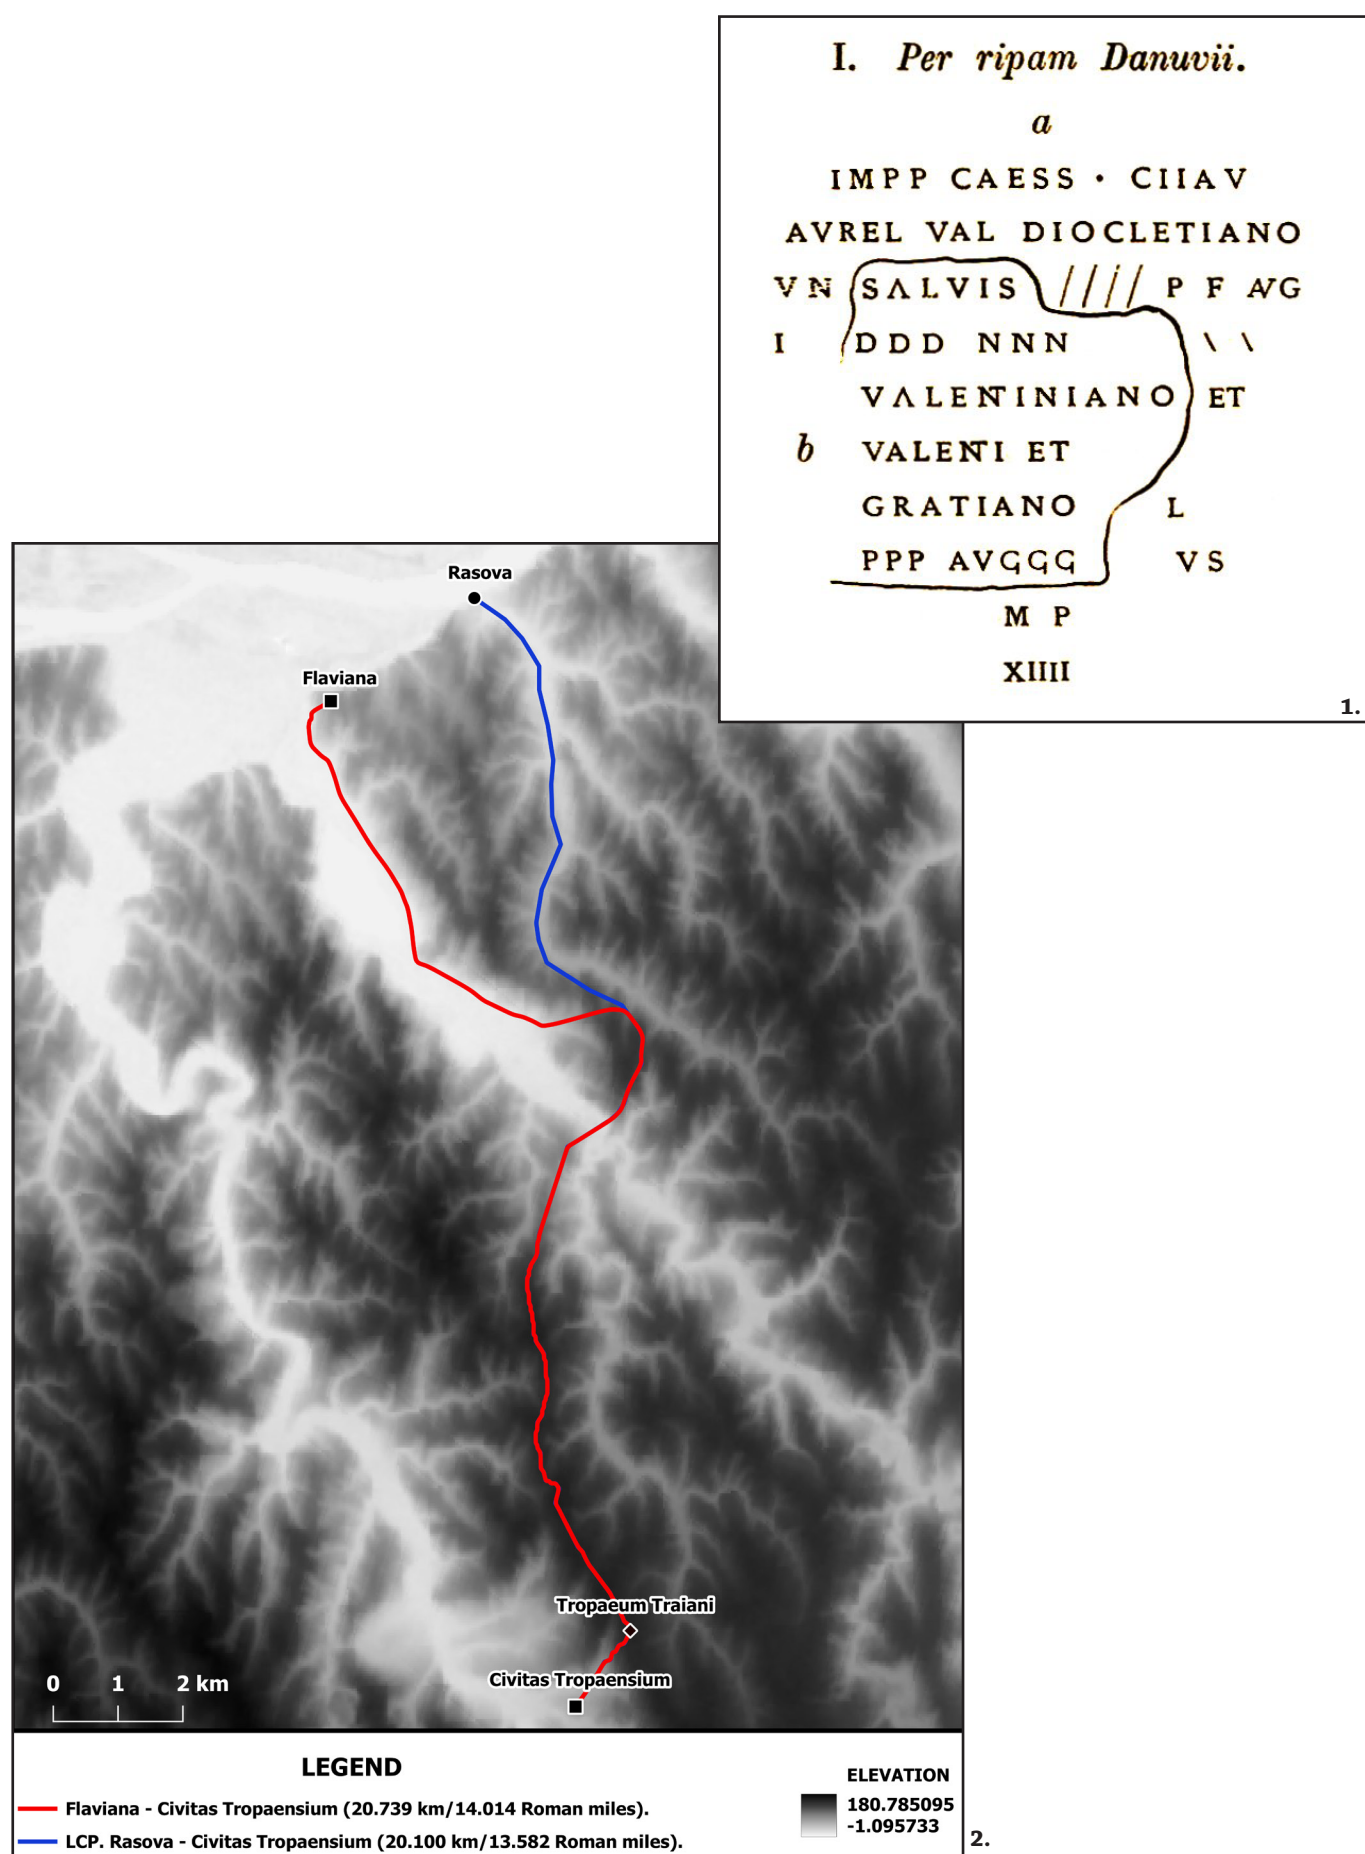 I. Per ripam Danuvii.
a
IMPP CAESS · CIIAV
AVREL VAL DIOCLETIANO
VN SALVIS //// P F AVG
I DDD NNN \ \
VALENTINIANO ET
b VALENTI ET
GRATIANO L
PPP AVGGG VS
M P
XIIII
1.
Rasova
Flaviana
Tropaeum Traiani
Civitas Tropaensium
0 1 2 km
LEGEND
Flaviana - Civitas Tropaensium (20.739 km/14.014 Roman miles).
LCP. Rasova - Civitas Tropaensium (20.100 km/13.582 Roman miles).
ELEVATION
180.785095
-1.095733
2.